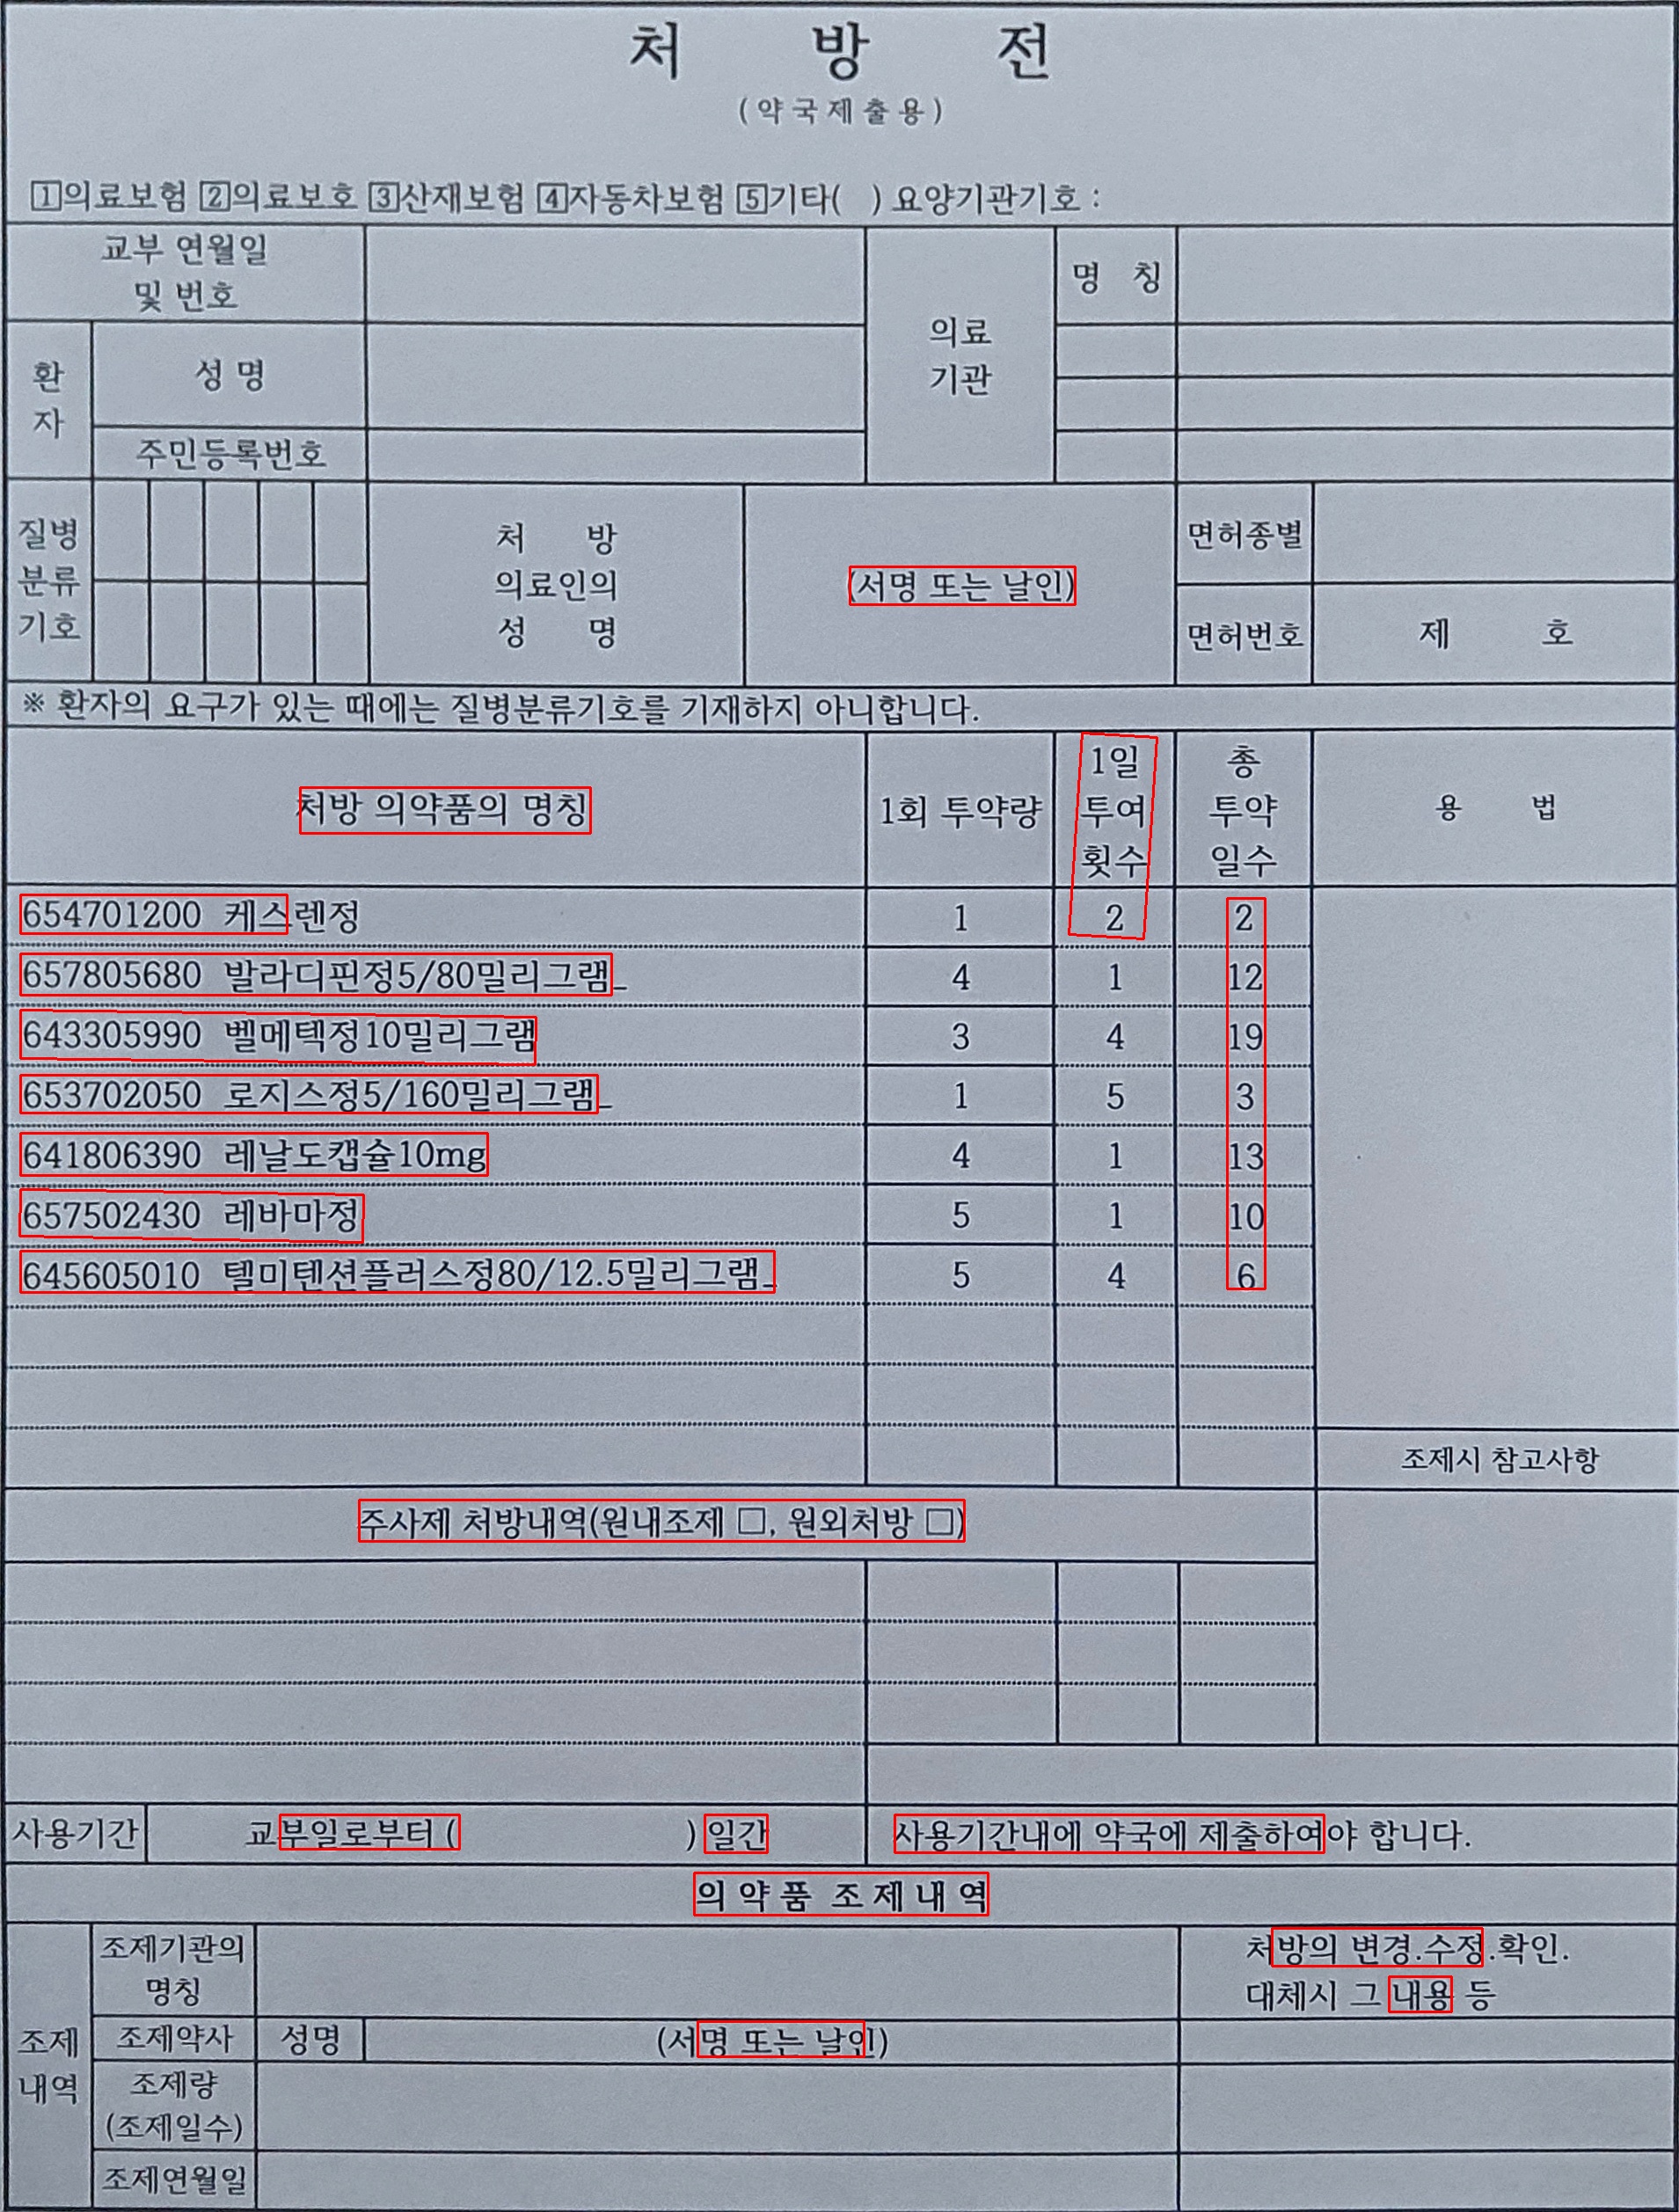 처 방 전
(약국제출용)
1의료보험 2의료보호 3산재보험 4자동차보험 5기타( ) 요양기관기호 :
교부 연월일
및 번호
의료
기관
명 칭
환
자
성 명
주민등록번호
질병
분류
기호
처 방
의료인의
성 명
(서명 또는 날인)
면허종별
면허번호
제 호
※ 환자의 요구가 있는 때에는 질병분류기호를 기재하지 아니합니다.
처방 의약품의 명칭
1회 투약량
1일
투여
횟수
총
투약
일수
용 법
654701200 케스렌정 1 2 2
657805680 발라디핀정5/80밀리그램_ 4 1 12
643305990 벨메텍정10밀리그램 3 4 19
653702050 로지스정5/160밀리그램_ 1 5 3
641806390 레날도캡슐10mg 4 1 13
657502430 레바마정 5 1 10
645605010 텔미텐션플러스정80/12.5밀리그램_ 5 4 6
조제시 참고사항
주사제 처방내역(원내조제 □, 원외처방 □)
사용기간 교부일로부터 ( ) 일간 사용기간내에 약국에 제출하여야 합니다.
의 약 품 조 제 내 역
조제
내역
조제기관의
명칭
처방의 변경.수정.확인.
대체시 그 내용 등
조제약사 성명 (서명 또는 날인)
조제량
(조제일수)
조제연월일